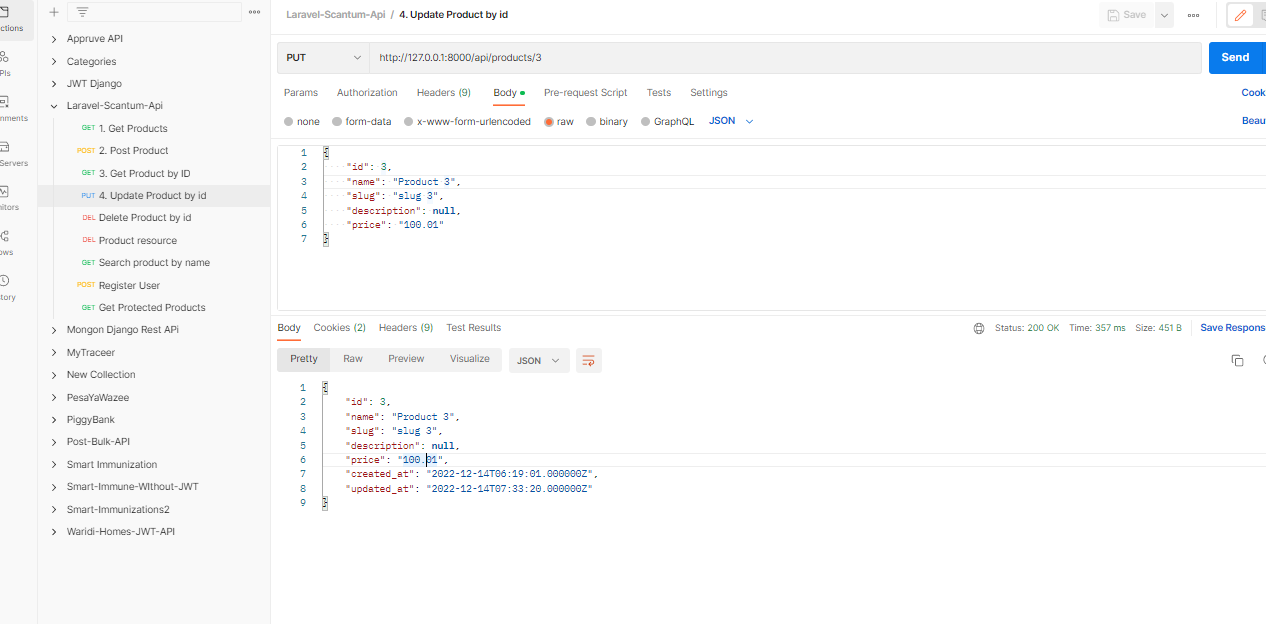 Laravel-Scantum-Api / 4. Update Product by id
Save
ctions
PIs
nments
Servers
nitors
ows
tory
Appruve API
Categories
JWT Django
Laravel-Scantum-Api
GET 1. Get Products
POST 2. Post Product
GET 3. Get Product by ID
PUT 4. Update Product by id
DEL Delete Product by id
DEL Product resource
GET Search product by name
POST Register User
GET Get Protected Products
Mongon Django Rest APi
MyTraceer
New Collection
PesaYaWazee
PiggyBank
Post-Bulk-API
Smart Immunization
Smart-Immune-WIthout-JWT
Smart-Immunizations2
Waridi-Homes-JWT-API
PUT http://127.0.0.1:8000/api/products/3 Send
Params Authorization Headers (9) Body Pre-request Script Tests Settings Cook
none form-data x-www-form-urlencoded raw binary GraphQL JSON Beau
1 {
2 "id": 3,
3 "name": "Product 3",
4 "slug": "slug 3",
5 "description": null,
6 "price": "100.01"
7 }
Body Cookies (2) Headers (9) Test Results Status: 200 OK Time: 357 ms Size: 451 B Save Respons
Pretty Raw Preview Visualize JSON
1 {
2 "id": 3,
3 "name": "Product 3",
4 "slug": "slug 3",
5 "description": null,
6 "price": "100.01",
7 "created_at": "2022-12-14T06:19:01.000000Z",
8 "updated_at": "2022-12-14T07:33:20.000000Z"
9 }